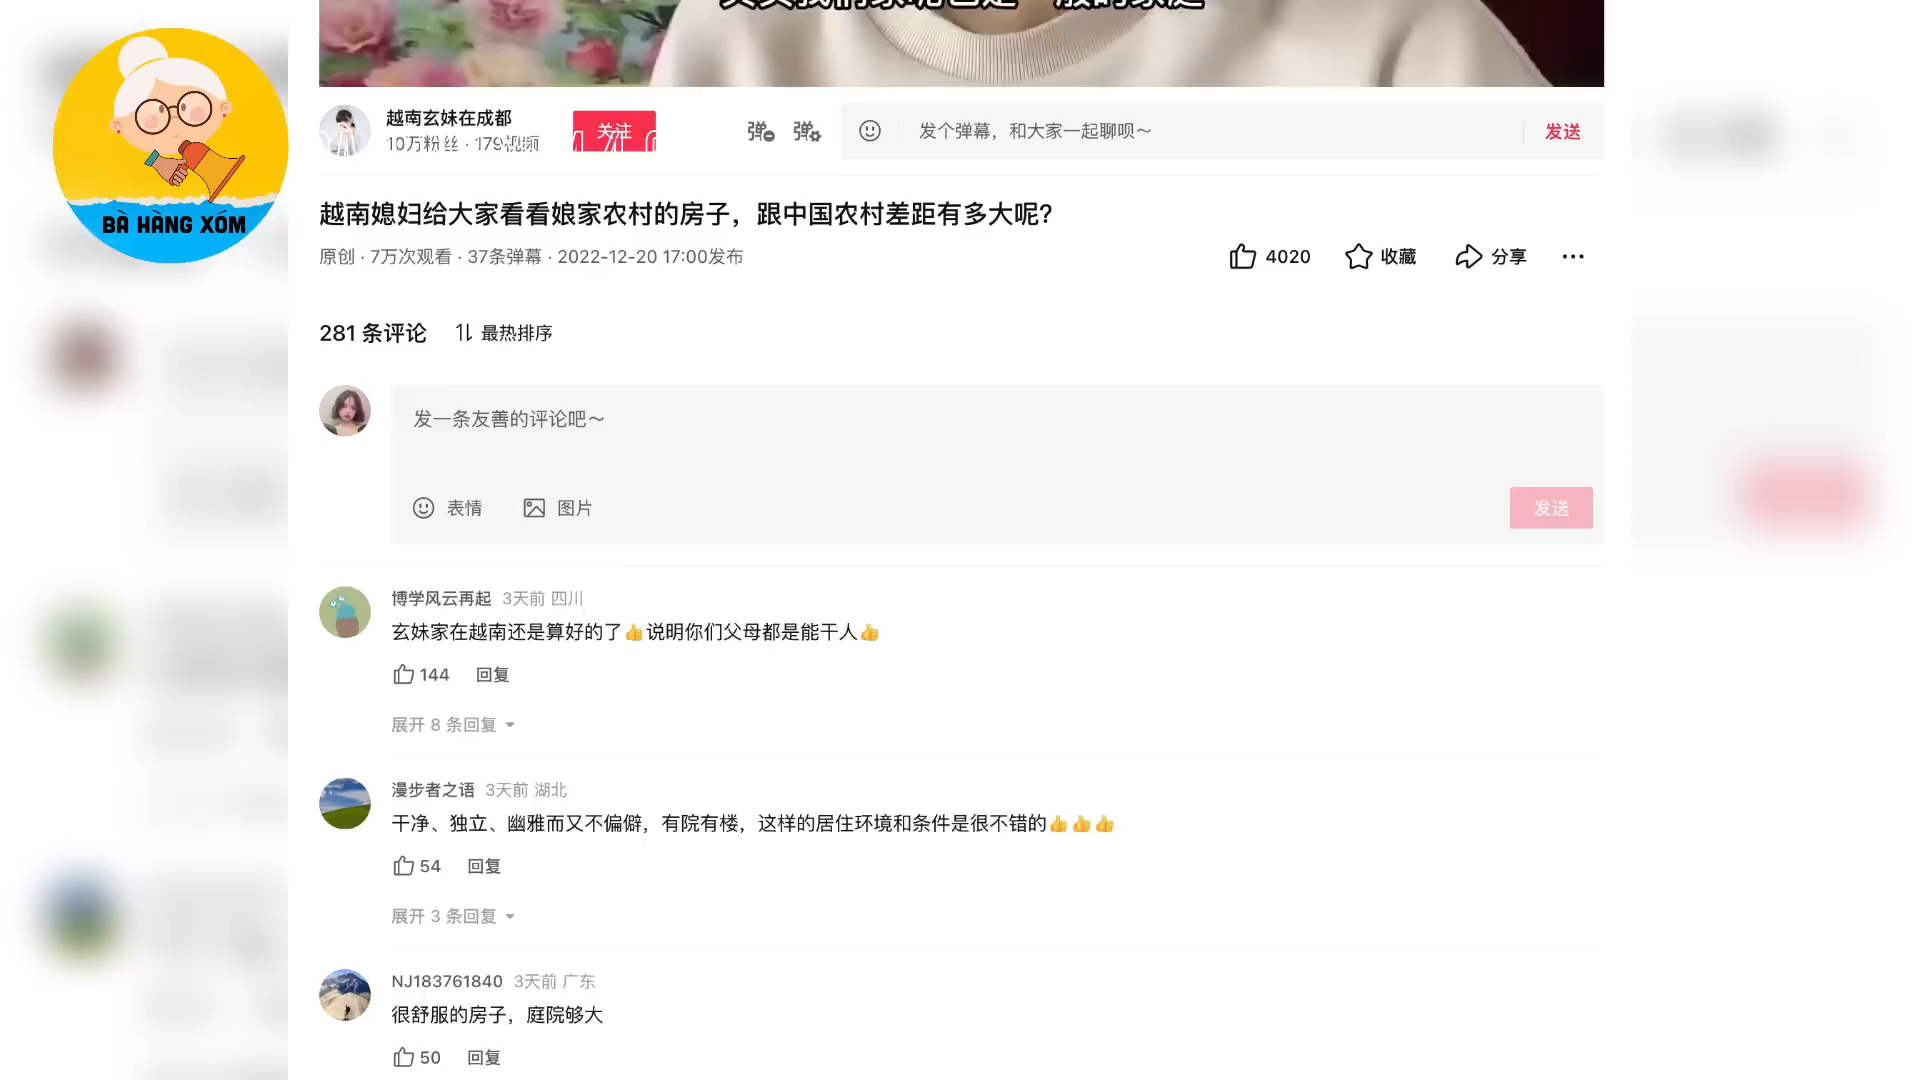 BÀ HÀNG XÓM
越南玄妹在成都
10万粉丝 · 179视频
关注
发个弹幕，和大家一起聊呗～
发送
越南媳妇给大家看看娘家农村的房子，跟中国农村差距有多大呢？
原创 · 7万次观看 · 37条弹幕 · 2022-12-20 17:00发布
4020
收藏
分享
281 条评论
最热排序
发一条友善的评论吧～
表情
图片
发送
博学风云再起 3天前 四川
玄妹家在越南还是算好的了👍说明你们父母都是能干人👍
144 回复
展开 8 条回复
漫步者之语 3天前 湖北
干净、独立、幽雅而又不偏僻，有院有楼，这样的居住环境和条件是很不错的👍👍👍
54 回复
展开 3 条回复
NJ183761840 3天前 广东
很舒服的房子，庭院够大
50 回复